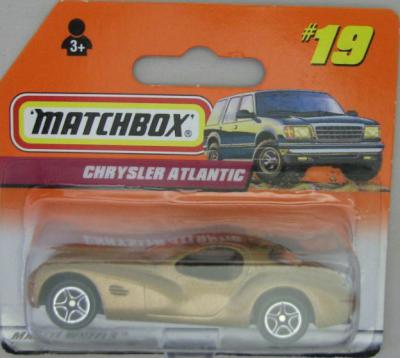 #19
3+
MATCHBOX
CHRYSLER ATLANTIC